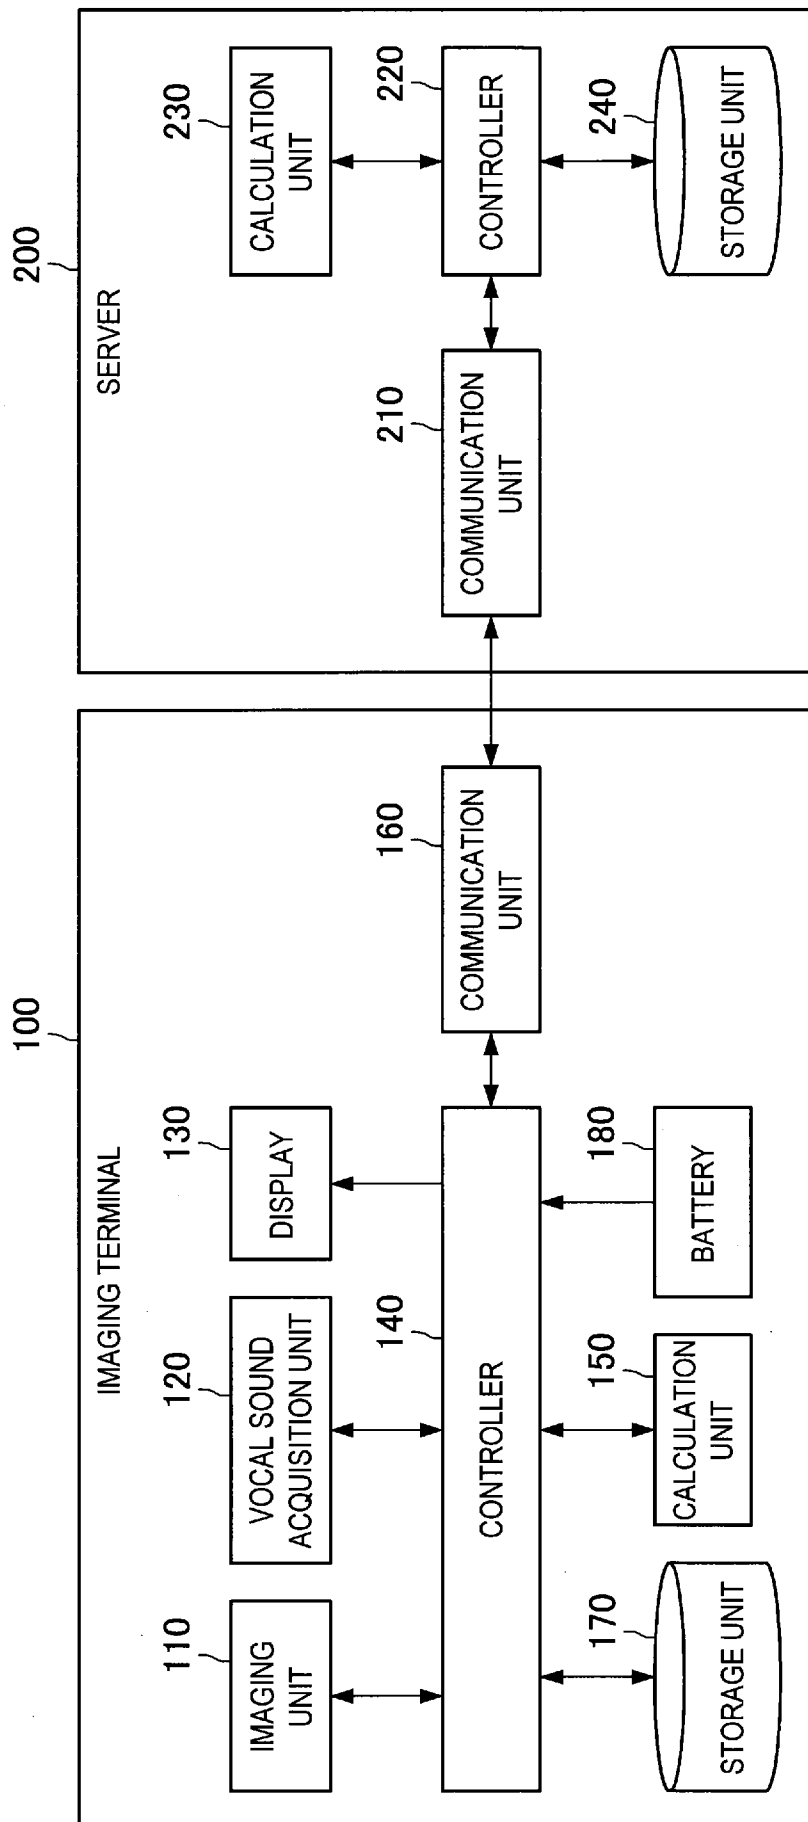 100
IMAGING TERMINAL
110
IMAGING
UNIT
120
VOCAL SOUND
ACQUISITION UNIT
130
DISPLAY
140
CONTROLLER
160
COMMUNICATION
UNIT
170
STORAGE UNIT
150
CALCULATION
UNIT
180
BATTERY
200
SERVER
230
CALCULATION
UNIT
210
COMMUNICATION
UNIT
220
CONTROLLER
240
STORAGE UNIT